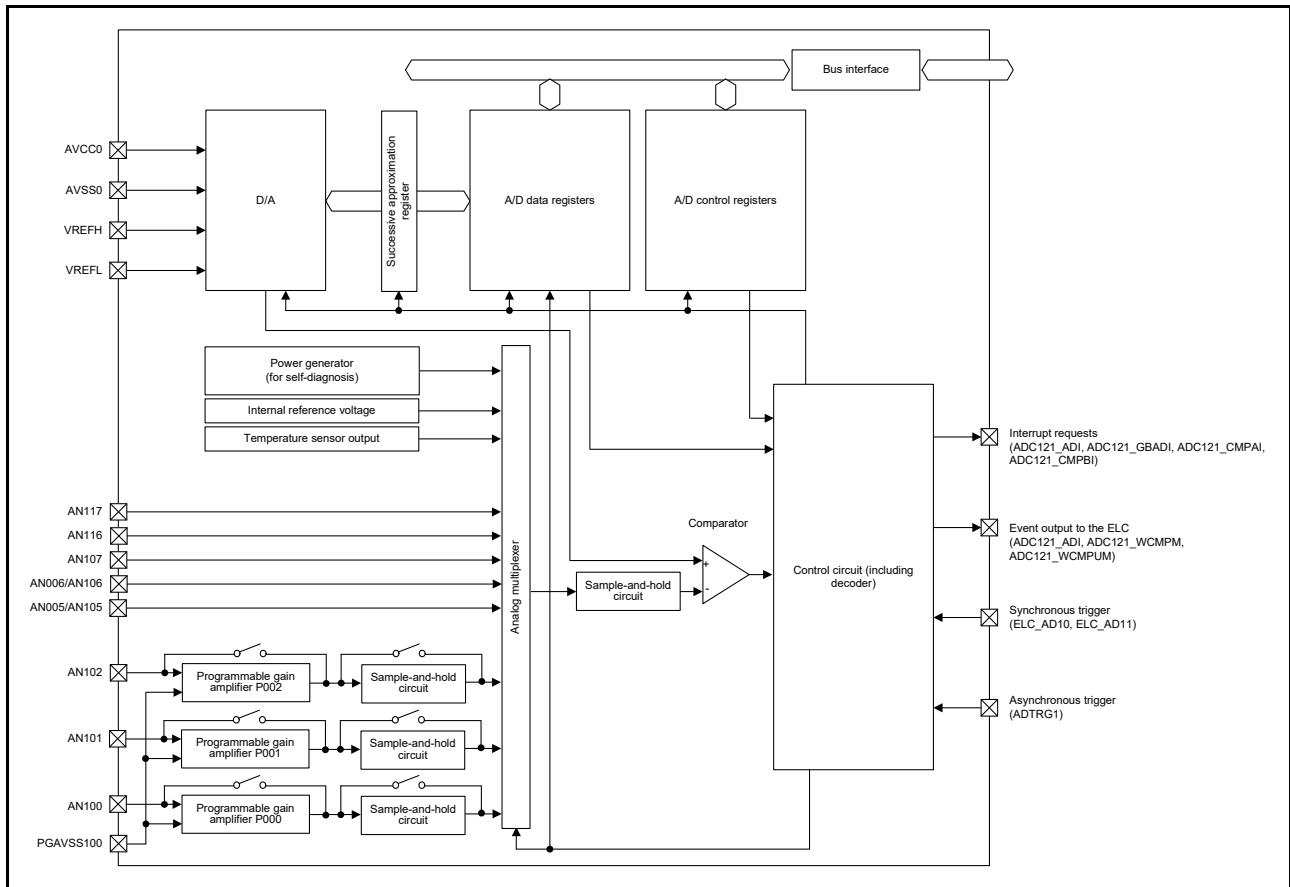 Bus interface
AVCC0
AVSS0
VREFH
VREFL
D/A
Successive approximation
register
A/D data registers
A/D control registers
Power generator
(for self-diagnosis)
Internal reference voltage
Temperature sensor output
AN117
AN116
AN107
AN006/AN106
AN005/AN105
AN102
AN101
AN100
PGAVSS100
Programmable gain
amplifier P002
Sample-and-hold
circuit
Programmable gain
amplifier P001
Sample-and-hold
circuit
Programmable gain
amplifier P000
Sample-and-hold
circuit
Analog multiplexer
Sample-and-hold
circuit
Comparator
+
-
Control circuit (including
decoder)
Interrupt requests
(ADC121_ADI, ADC121_GBADI, ADC121_CMPAI,
ADC121_CMPBI)
Event output to the ELC
(ADC121_ADI, ADC121_WCMPM,
ADC121_WCMPUM)
Synchronous trigger
(ELC_AD10, ELC_AD11)
Asynchronous trigger
(ADTRG1)